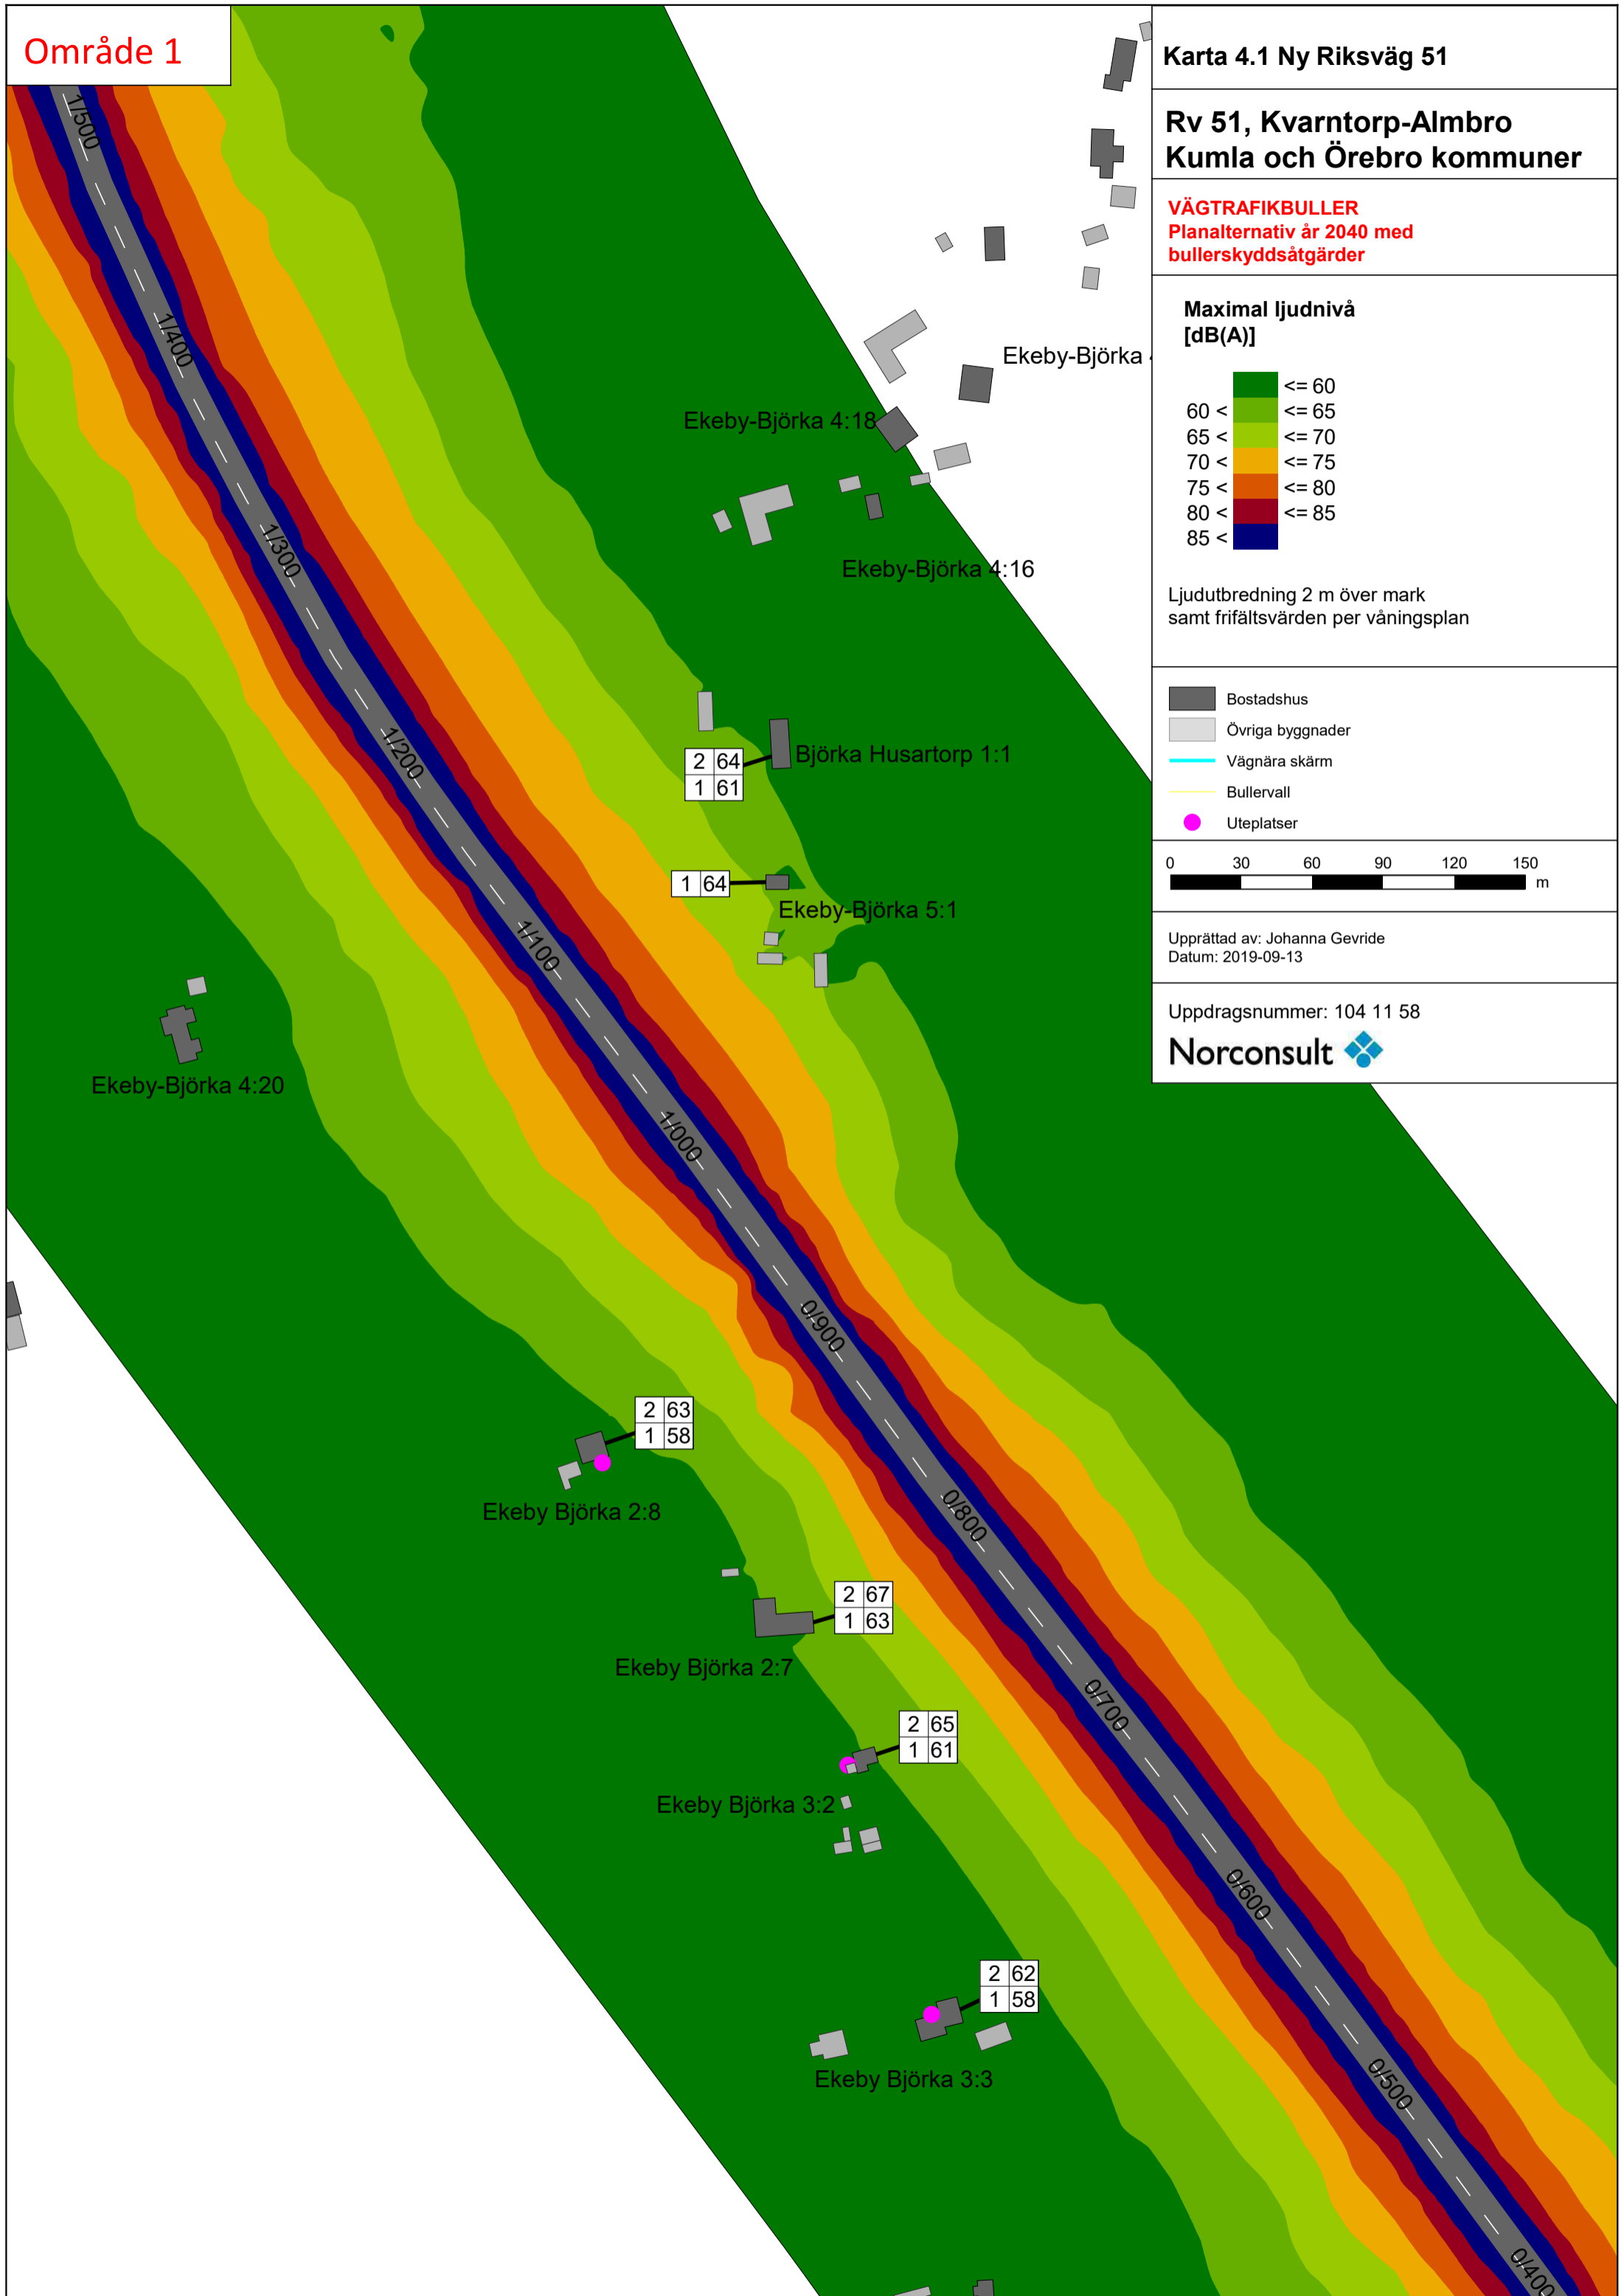 Område 1
Karta 4.1 Ny Riksväg 51
Rv 51, Kvarntorp-Almbro
Kumla och Örebro kommuner
VÄGTRAFIKBULLER
Planalternativ år 2040 med
bullerskyddsåtgärder
Maximal ljudnivå
[dB(A)]
<= 60
60 < <= 65
65 < <= 70
70 < <= 75
75 < <= 80
80 < <= 85
85 <
Ljudutbredning 2 m över mark
samt frifältsvärden per våningsplan
Bostadshus
Övriga byggnader
Vägnära skärm
Bullervall
Uteplatser
0 30 60 90 120 150
m
Upprättad av: Johanna Gevride
Datum: 2019-09-13
Uppdragsnummer: 104 11 58
Norconsult
1/500
1/400
Ekeby-Björka
Ekeby-Björka 4:18
1/300
Ekeby-Björka 4:16
1/200
Björka Husartorp 1:1
2 64
1 61
1 64
Ekeby-Björka 5:1
1/100
Ekeby-Björka 4:20
1/000
0/900
2 63
1 58
Ekeby Björka 2:8
0/800
2 67
1 63
Ekeby Björka 2:7
0/700
2 65
1 61
Ekeby Björka 3:2
0/600
2 62
1 58
Ekeby Björka 3:3
0/500
0/400